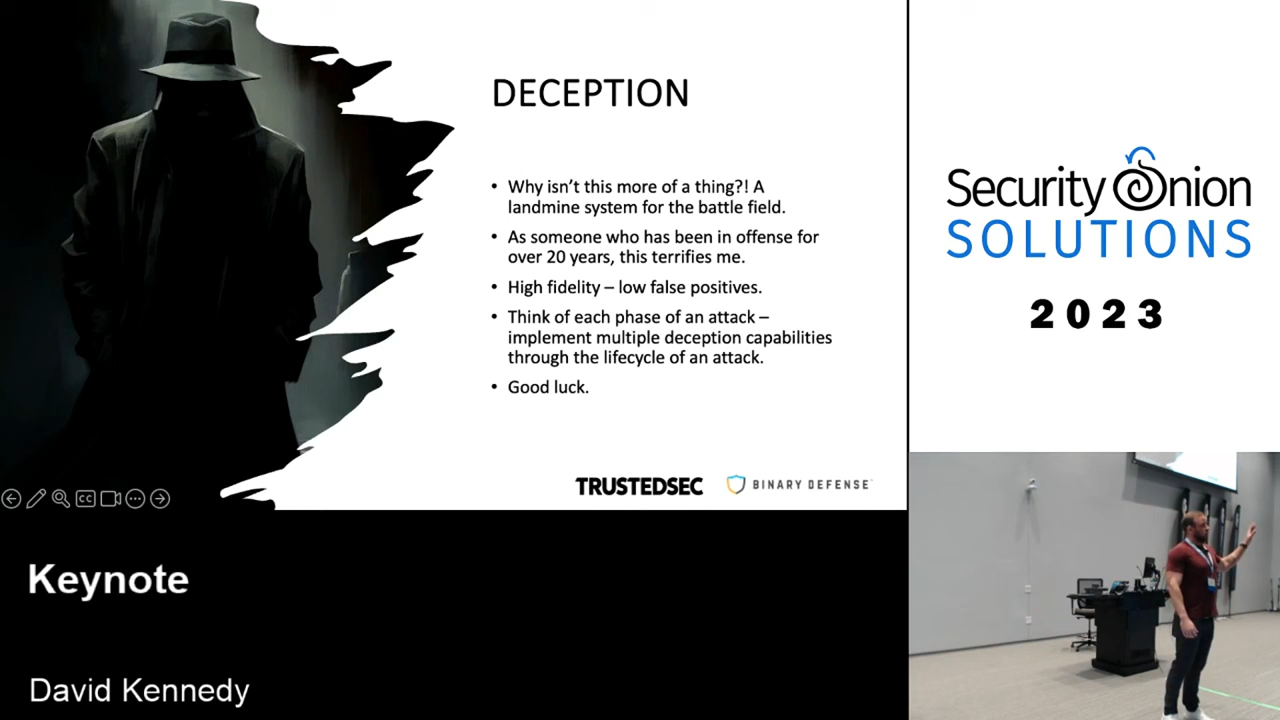 DECEPTION
• Why isn’t this more of a thing?! A
landmine system for the battle field.
• As someone who has been in offense for
over 20 years, this terrifies me.
• High fidelity – low false positives.
• Think of each phase of an attack –
implement multiple deception capabilities
through the lifecycle of an attack.
• Good luck.
TRUSTEDSEC
BINARY DEFENSE
CC
Security Onion
SOLUTIONS
2023
Keynote
David Kennedy